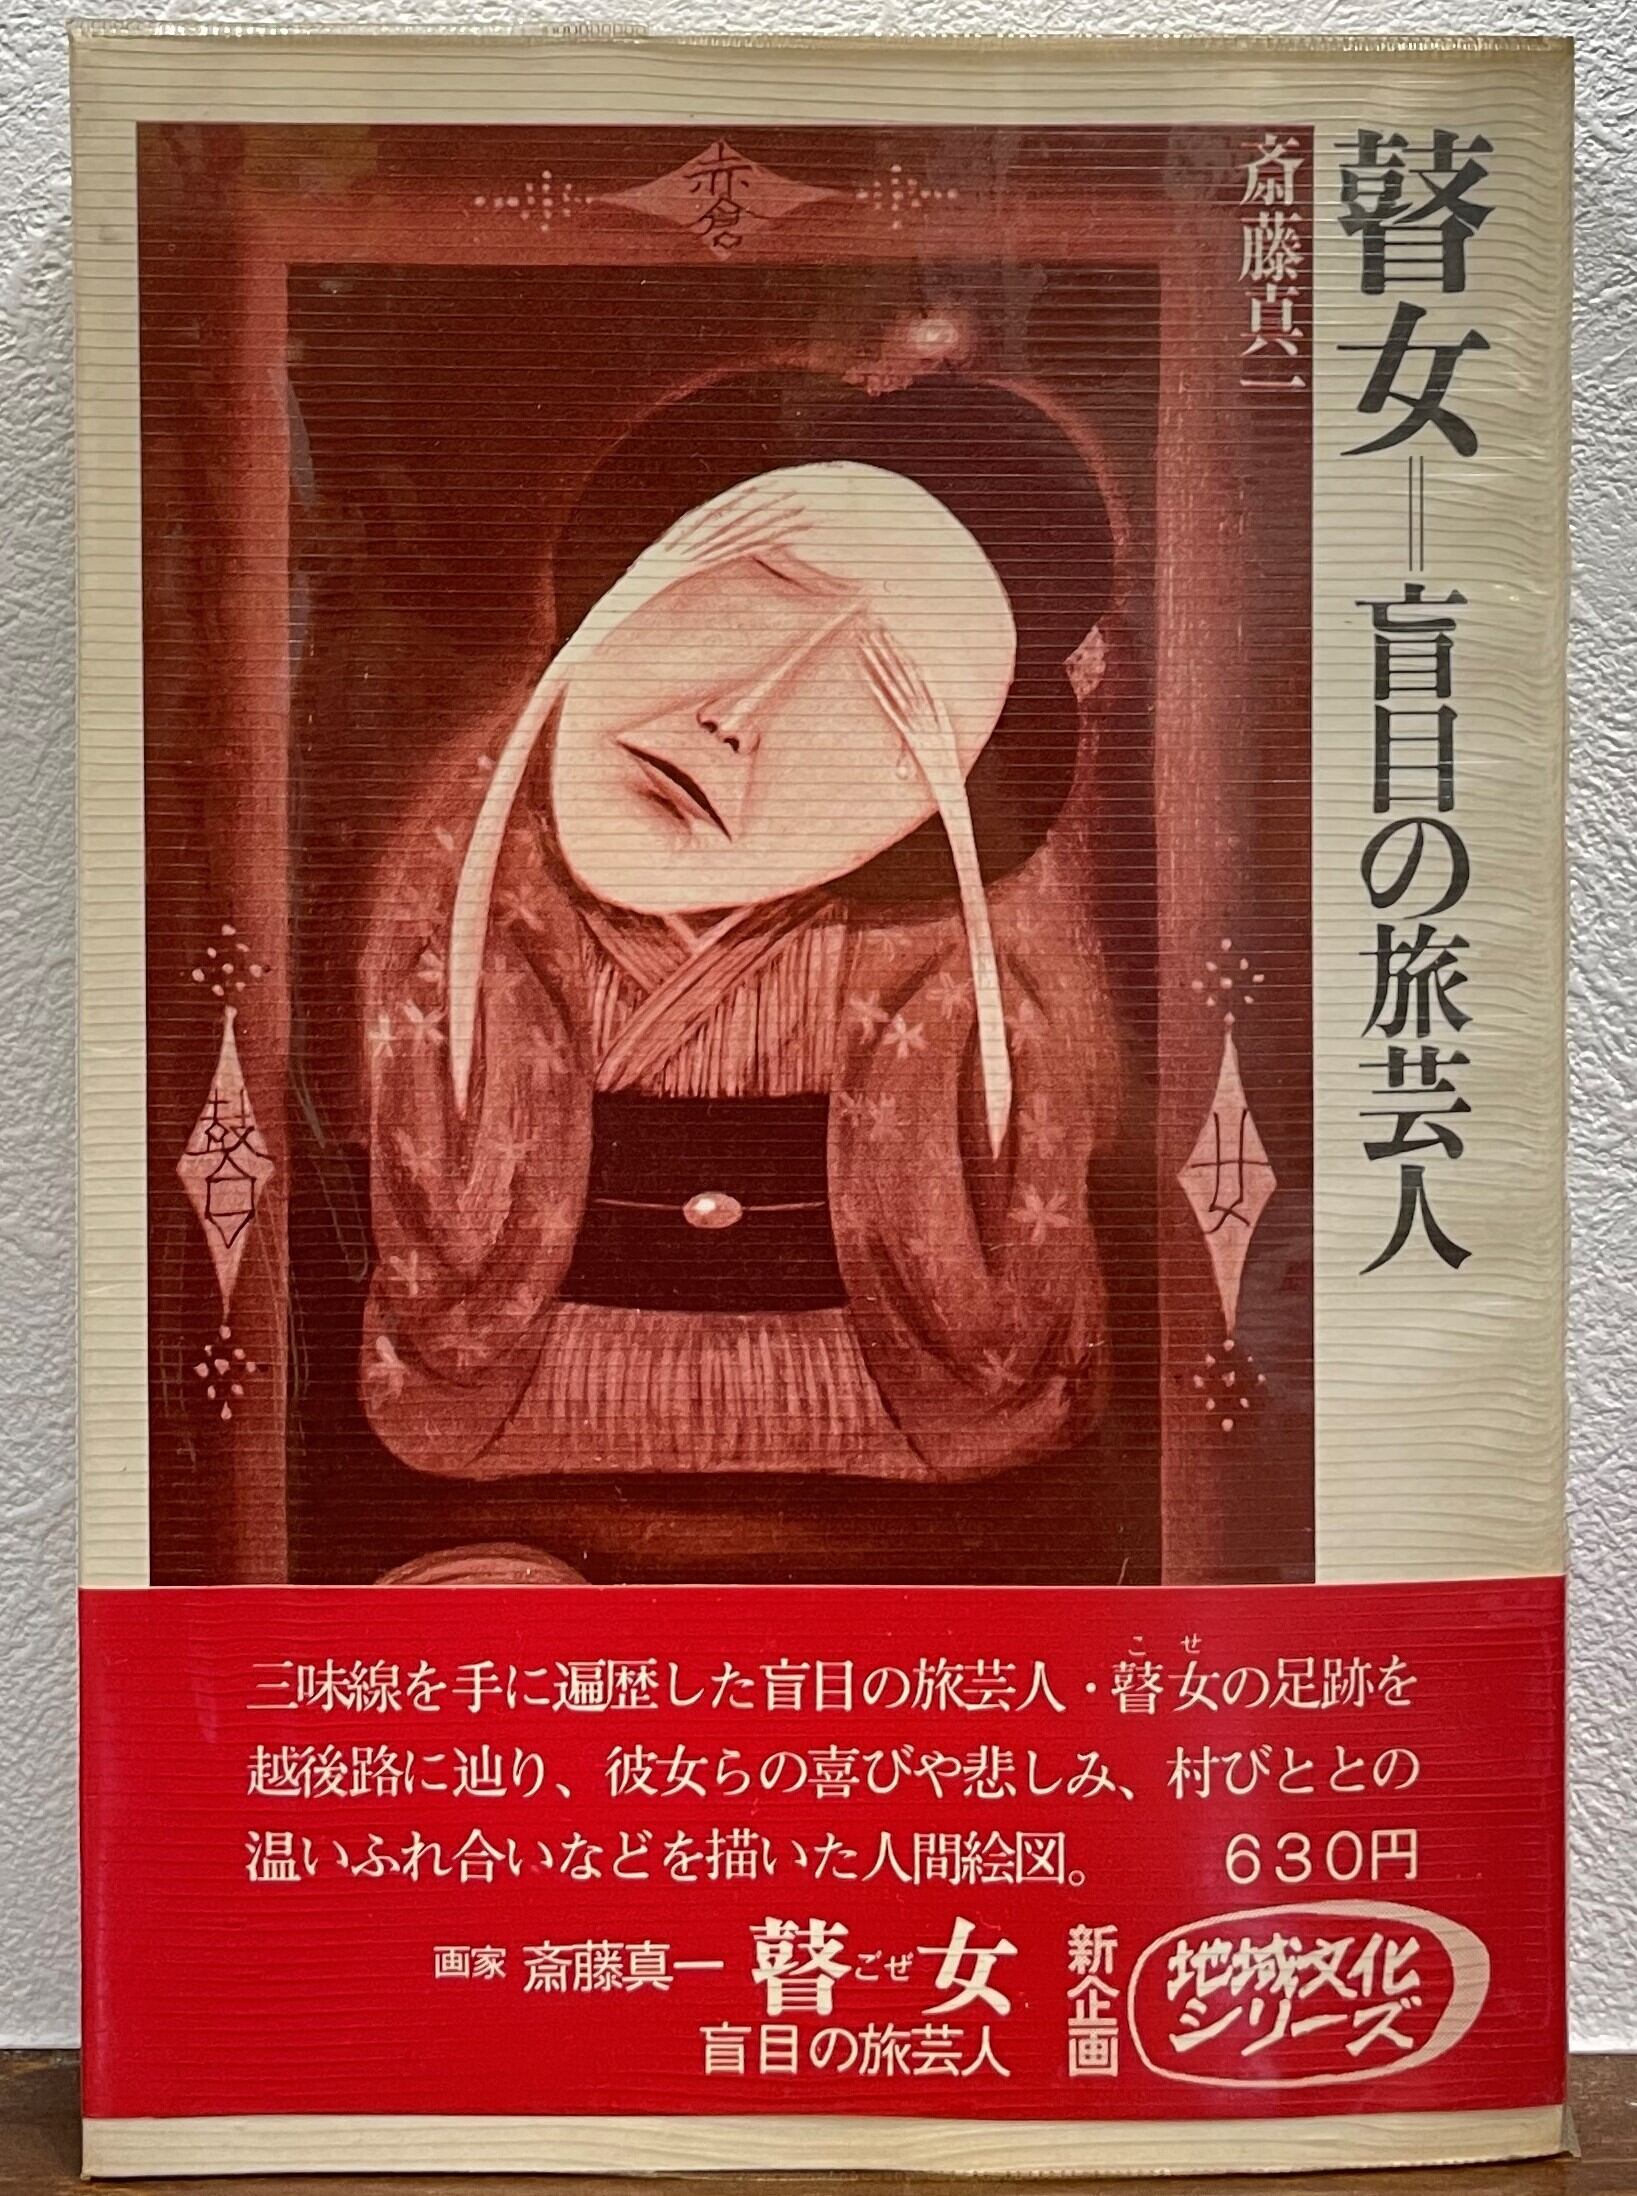 瞽女＝盲目の旅芸人
斎藤真一
赤倉
女
三味線を手に遍歴した盲目の旅芸人・瞽女の足跡を
こせ
越後路に辿り、彼女らの喜びや悲しみ、村びととの
温いふれ合いなどを描いた人間絵図。 630円
画家 斎藤真一 瞽女
ごぜ
盲目の旅芸人
新企画
地域文化
シリーズ